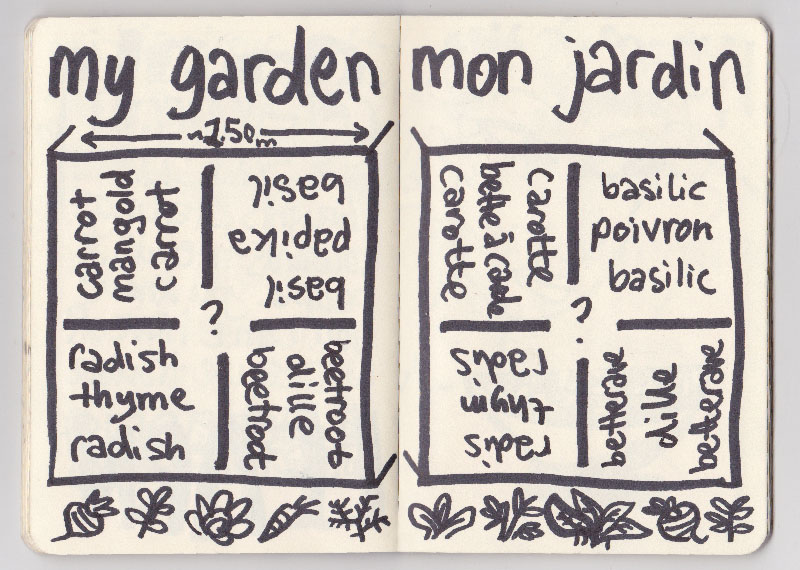 my garden
~1.50m
carrot
mangold
carrot
basil
paprika
basil
?
radish
thyme
radish
beetroot
dille
beetroot
mon jardin
carotte
bette à carde
carotte
basilic
poivron
basilic
?
radis
thym
radis
betterave
dille
betterave